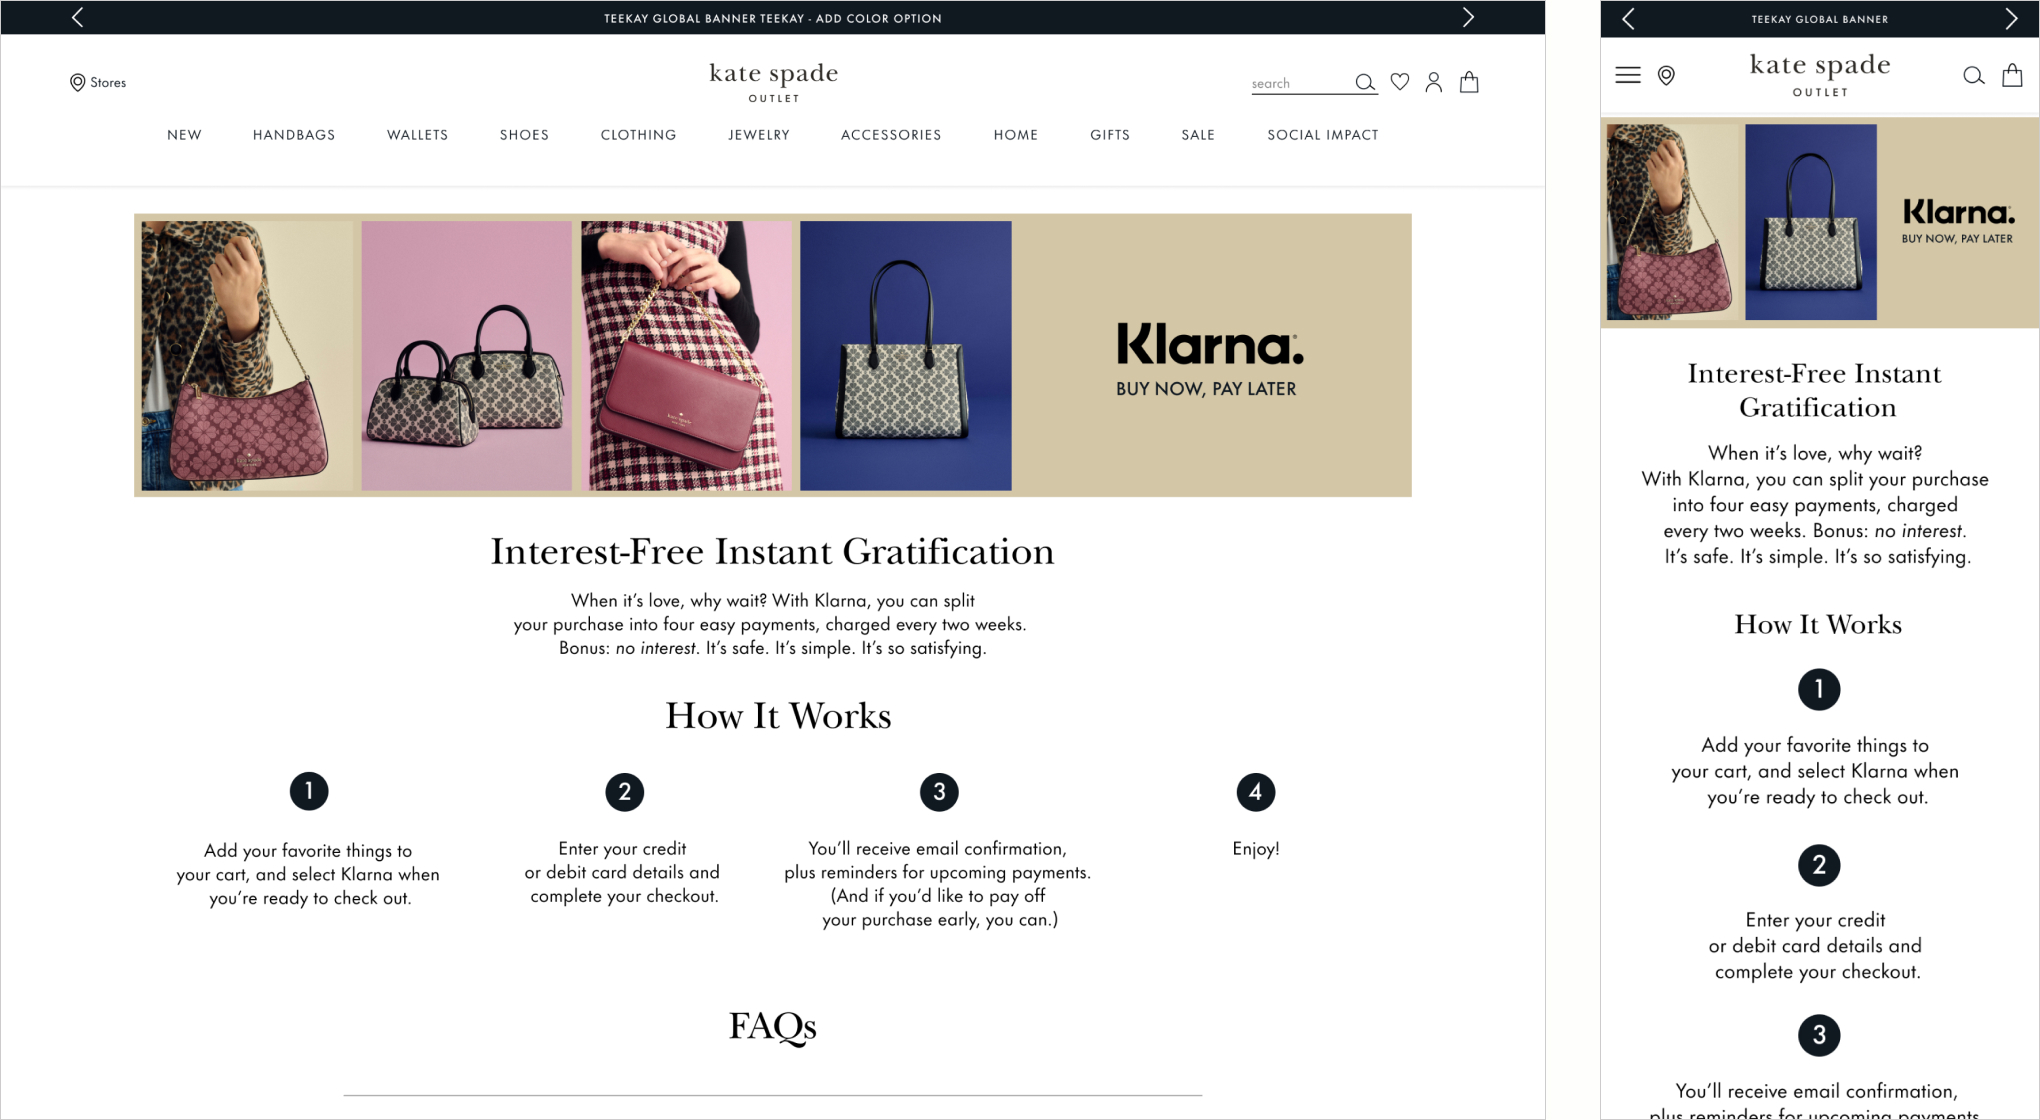 TEEKAY GLOBAL BANNER TEEKAY - ADD COLOR OPTION
Stores
kate spade
OUTLET
search
NEW HANDBAGS WALLETS SHOES CLOTHING JEWELRY ACCESSORIES HOME GIFTS SALE SOCIAL IMPACT
Klarna.
BUY NOW, PAY LATER
Interest-Free Instant Gratification
When it’s love, why wait? With Klarna, you can split
your purchase into four easy payments, charged every two weeks.
Bonus: no interest. It’s safe. It’s simple. It’s so satisfying.
How It Works
1
Add your favorite things to
your cart, and select Klarna when
you’re ready to check out.
2
Enter your credit
or debit card details and
complete your checkout.
3
You’ll receive email confirmation,
plus reminders for upcoming payments.
(And if you’d like to pay off
your purchase early, you can.)
4
Enjoy!
FAQs
TEEKAY GLOBAL BANNER
kate spade
OUTLET
Klarna.
BUY NOW, PAY LATER
Interest-Free Instant
Gratification
When it’s love, why wait?
With Klarna, you can split your purchase
into four easy payments, charged
every two weeks. Bonus: no interest.
It’s safe. It’s simple. It’s so satisfying.
How It Works
1
Add your favorite things to
your cart, and select Klarna when
you’re ready to check out.
2
Enter your credit
or debit card details and
complete your checkout.
3
You’ll receive email confirmation,
plus reminders for upcoming payments.